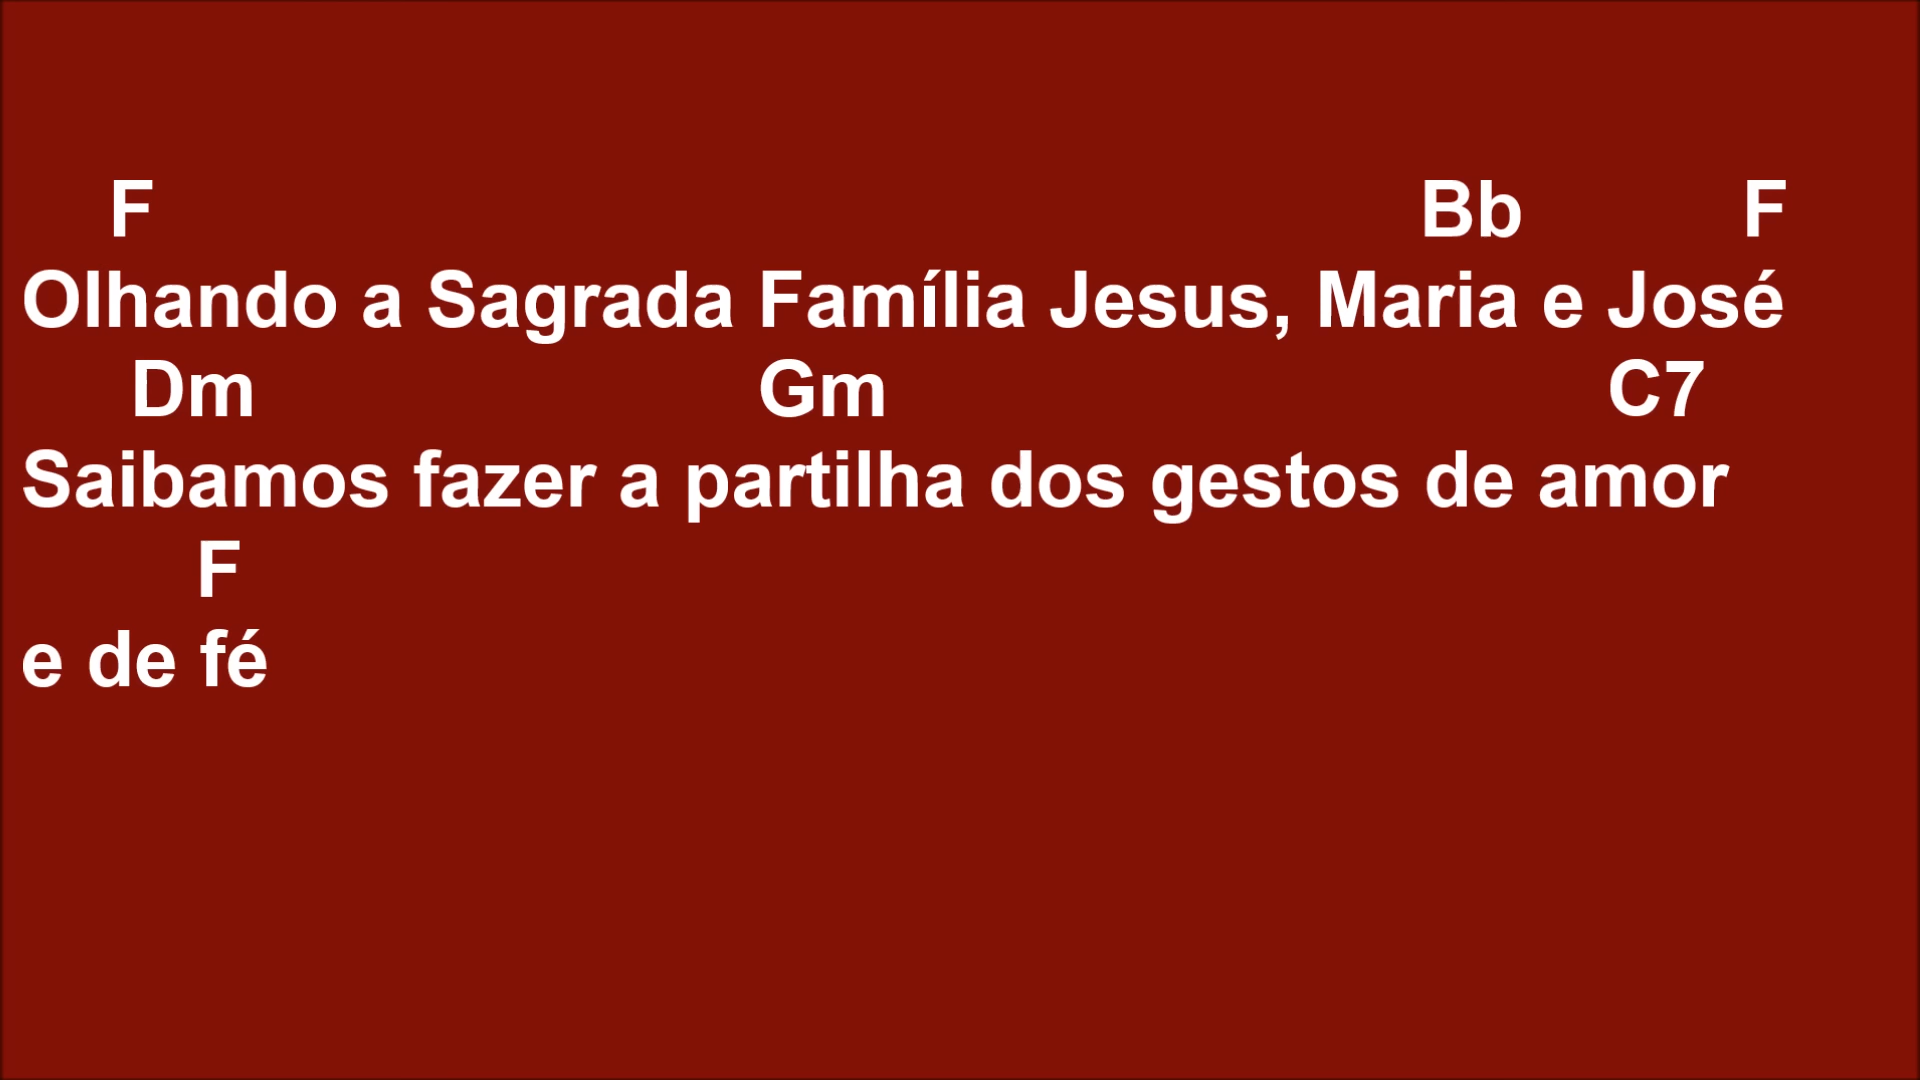 F Bb F
Olhando a Sagrada Família Jesus, Maria e José
Dm Gm C7
Saibamos fazer a partilha dos gestos de amor
F
e de fé